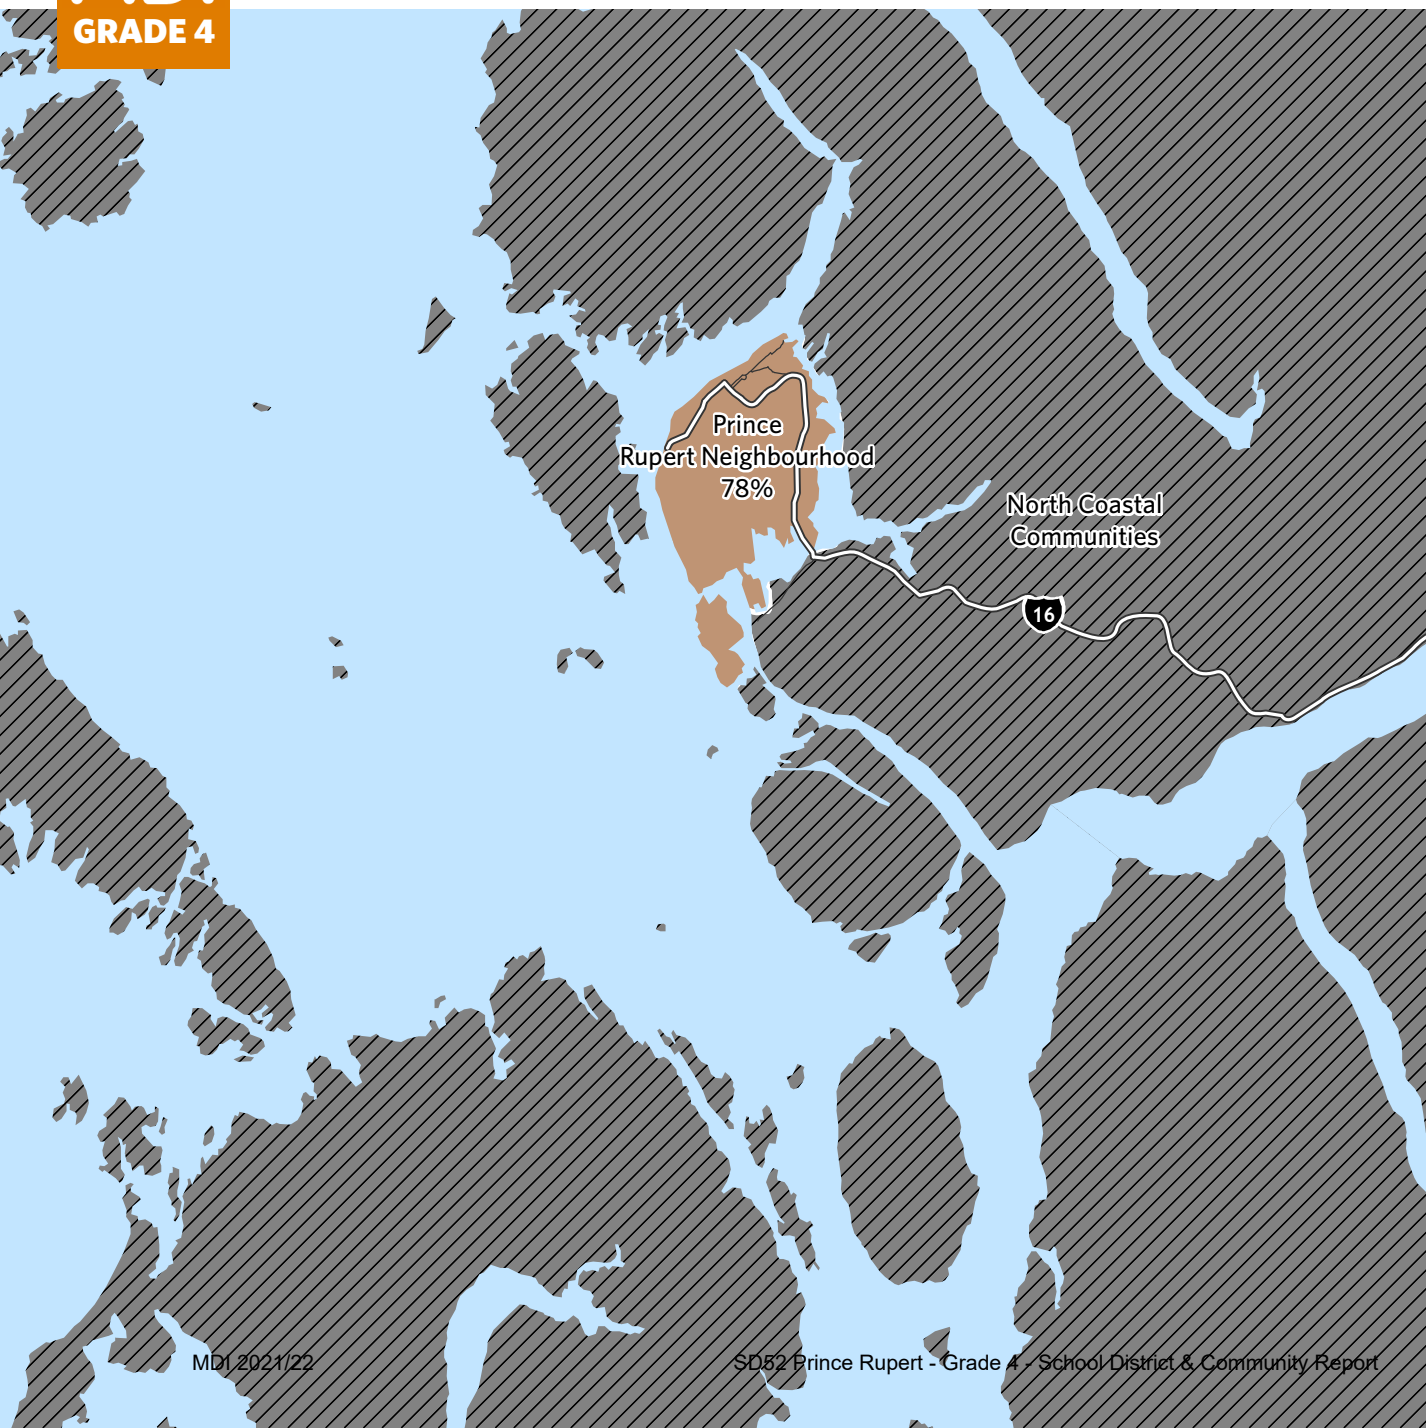 GRADE 4
Prince
Rupert Neighbourhood
78%
North Coastal
Communities
16
MDI 2021/22
SD52 Prince Rupert - Grade 4 - School District & Community Report